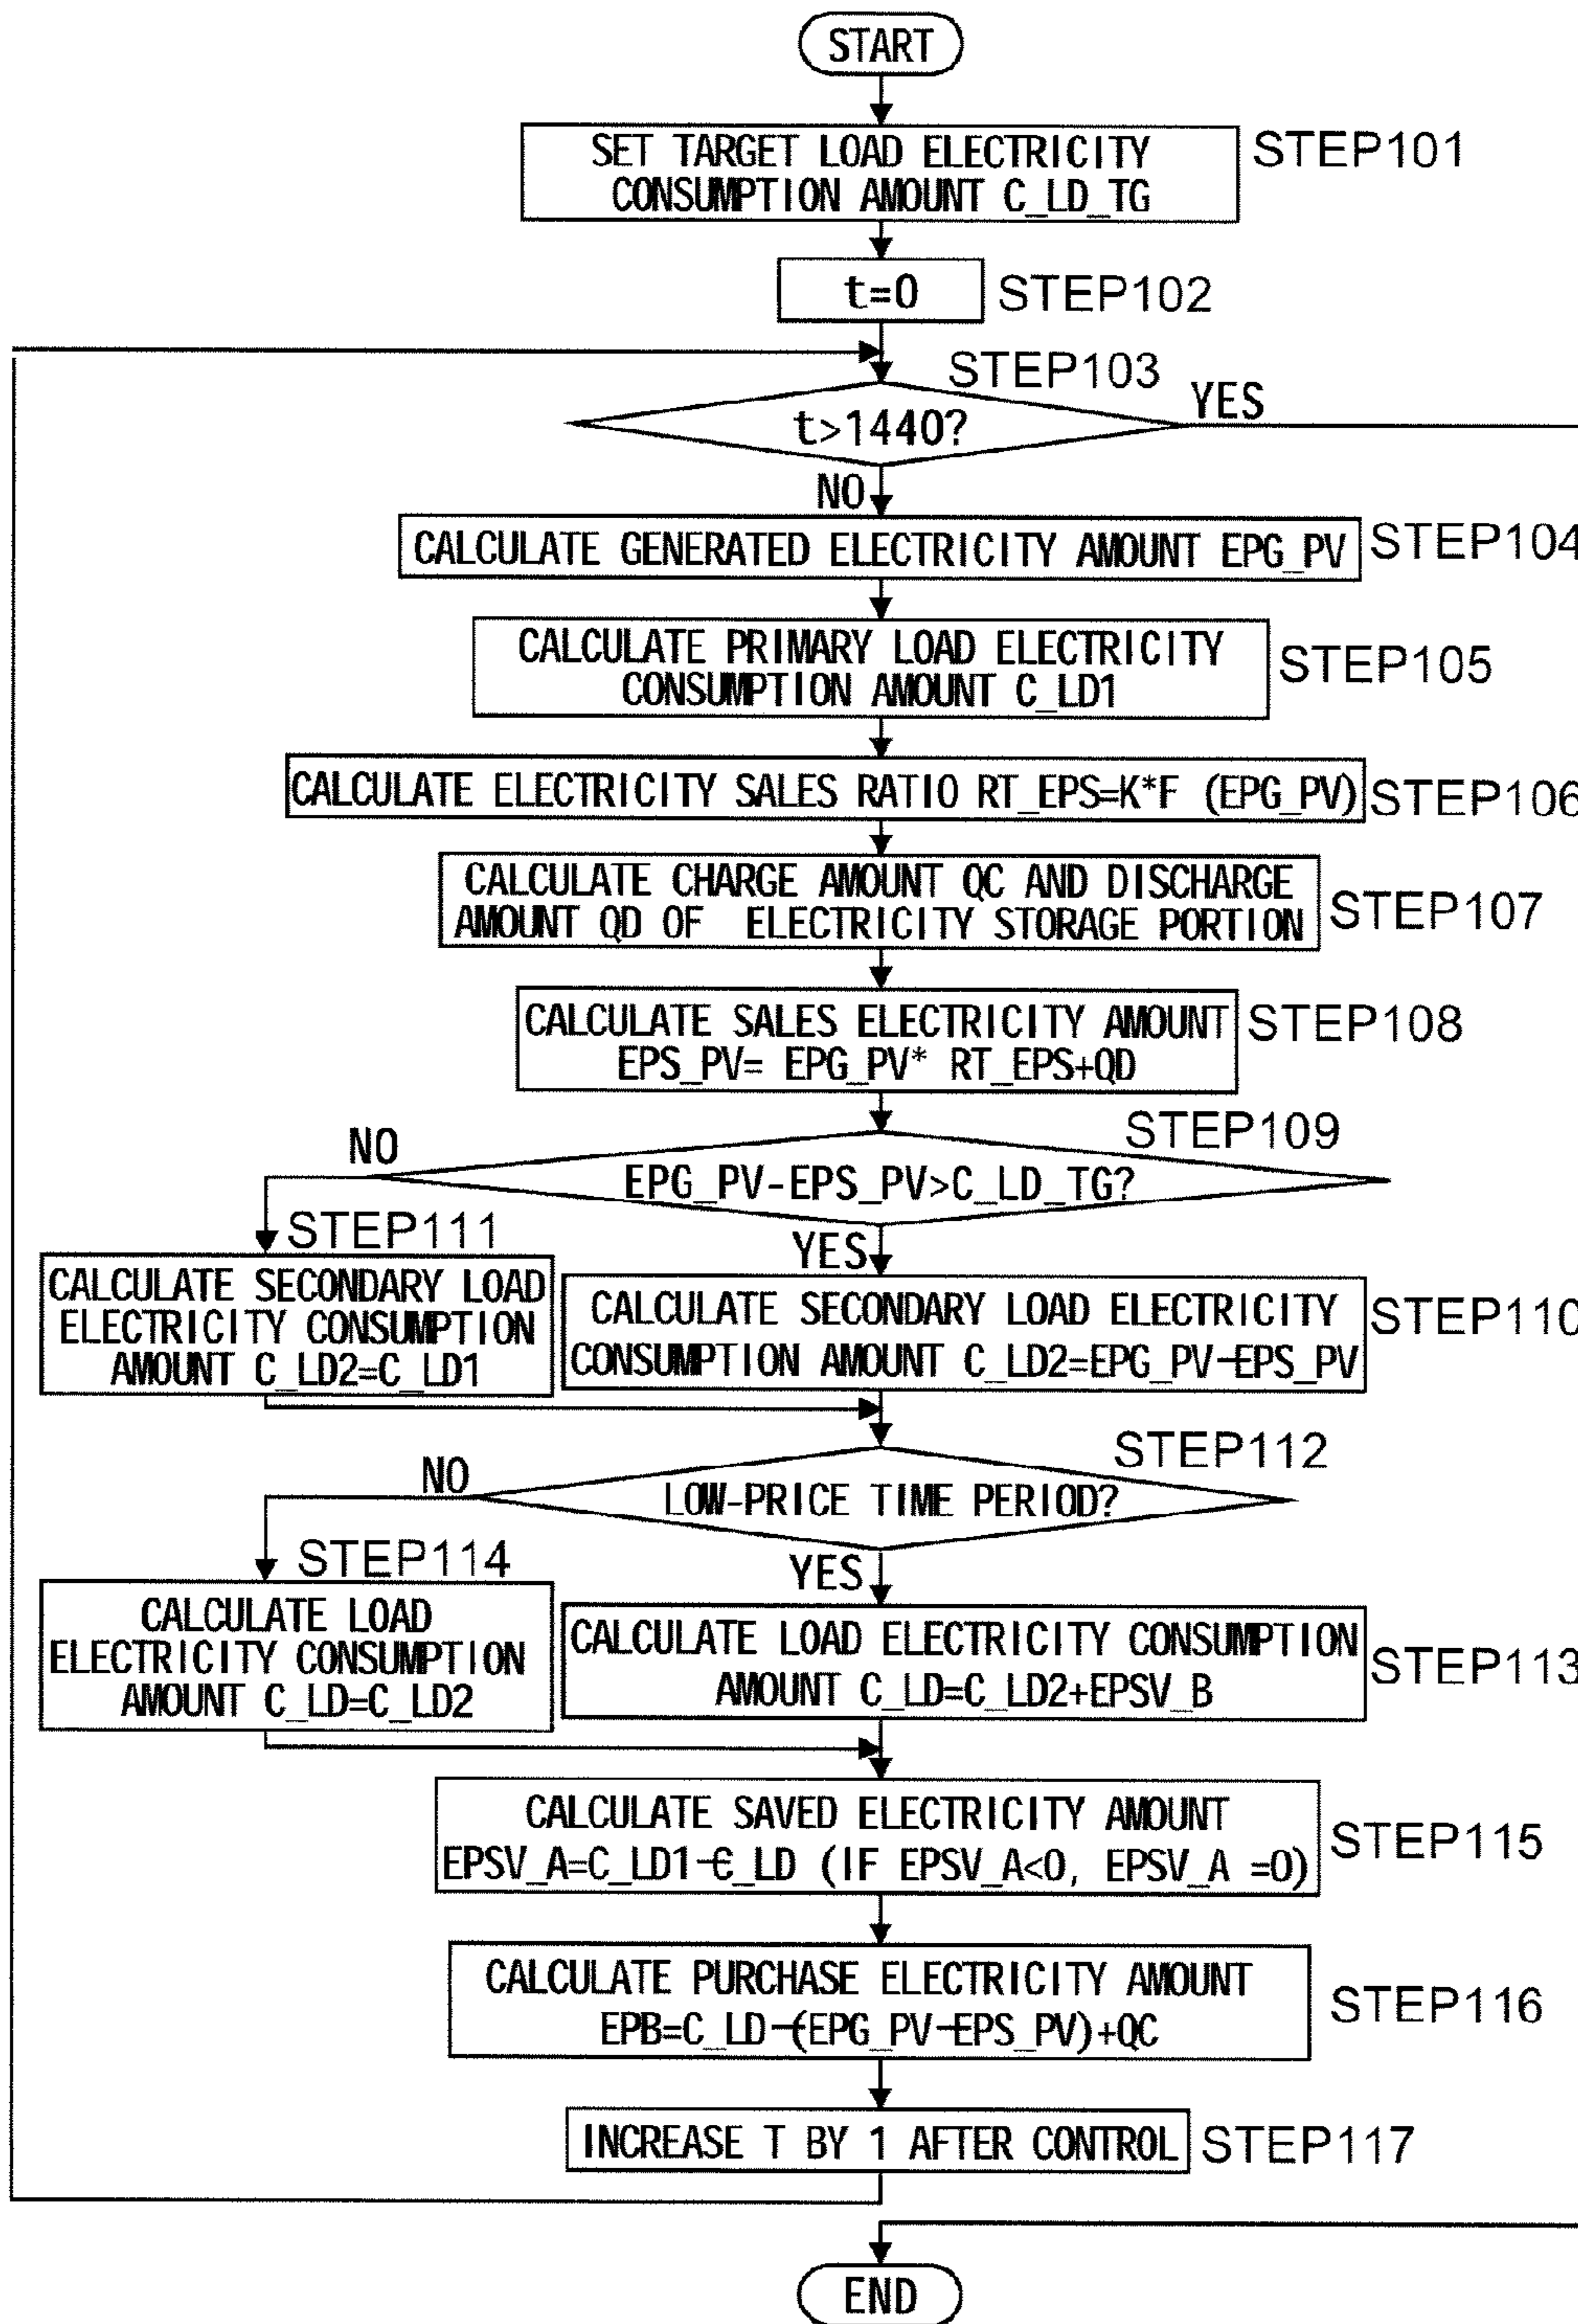 START
SET TARGET LOAD ELECTRICITY
CONSUMPTION AMOUNT C_LD_TG
STEP101
t=0
STEP102
STEP103
t>1440?
YES
NO
CALCULATE GENERATED ELECTRICITY AMOUNT EPG_PV
STEP104
CALCULATE PRIMARY LOAD ELECTRICITY
CONSUMPTION AMOUNT C_LD1
STEP105
CALCULATE ELECTRICITY SALES RATIO RT_EPS=K*F (EPG_PV)
STEP106
CALCULATE CHARGE AMOUNT QC AND DISCHARGE
AMOUNT QD OF ELECTRICITY STORAGE PORTION
STEP107
CALCULATE SALES ELECTRICITY AMOUNT
EPS_PV= EPG_PV* RT_EPS+QD
STEP108
STEP109
NO
EPG_PV-EPS_PV>C_LD_TG?
YES
STEP111
CALCULATE SECONDARY LOAD
ELECTRICITY CONSUMPTION
AMOUNT C_LD2=C_LD1
CALCULATE SECONDARY LOAD ELECTRICITY
CONSUMPTION AMOUNT C_LD2=EPG_PV-EPS_PV
STEP110
STEP112
NO
LOW-PRICE TIME PERIOD?
YES
STEP114
CALCULATE LOAD
ELECTRICITY CONSUMPTION
AMOUNT C_LD=C_LD2
CALCULATE LOAD ELECTRICITY CONSUMPTION
AMOUNT C_LD=C_LD2+EPSV_B
STEP113
CALCULATE SAVED ELECTRICITY AMOUNT
EPSV_A=C_LD1-C_LD (IF EPSV_A<0, EPSV_A =0)
STEP115
CALCULATE PURCHASE ELECTRICITY AMOUNT
EPB=C_LD-(EPG_PV-EPS_PV)+QC
STEP116
INCREASE T BY 1 AFTER CONTROL
STEP117
END